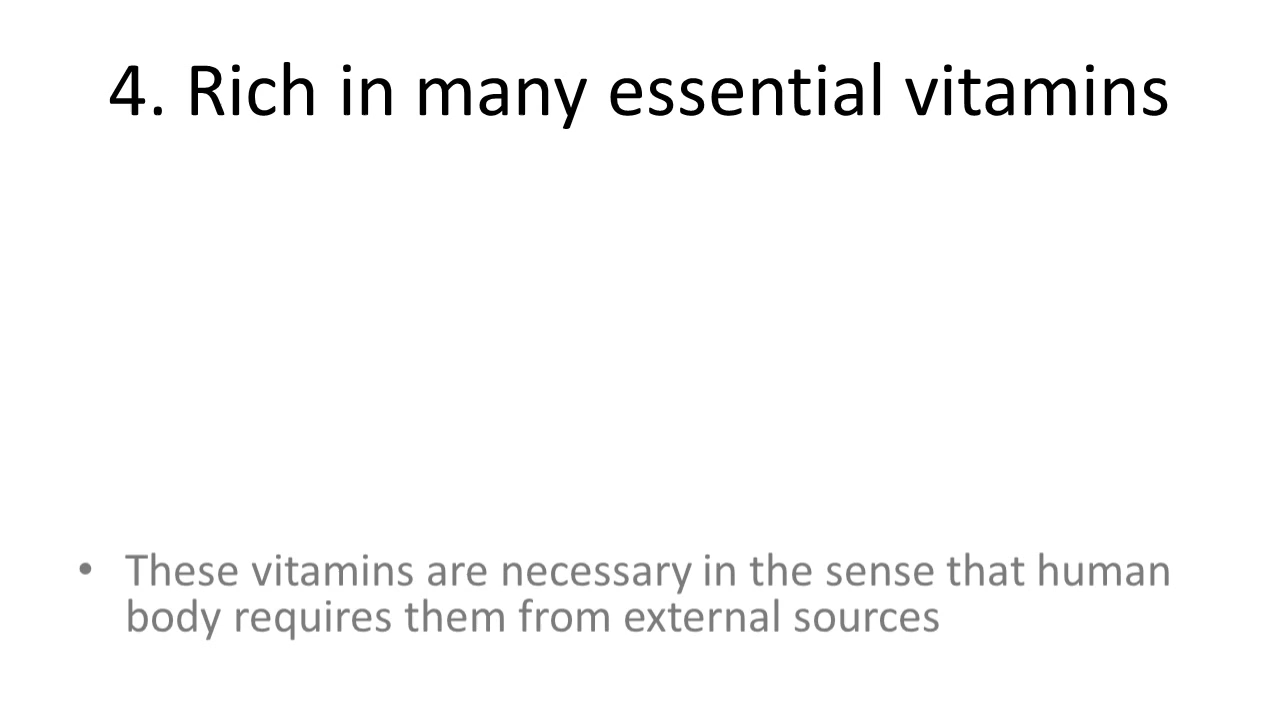 4. Rich in many essential vitamins
• These vitamins are necessary in the sense that human
body requires them from external sources